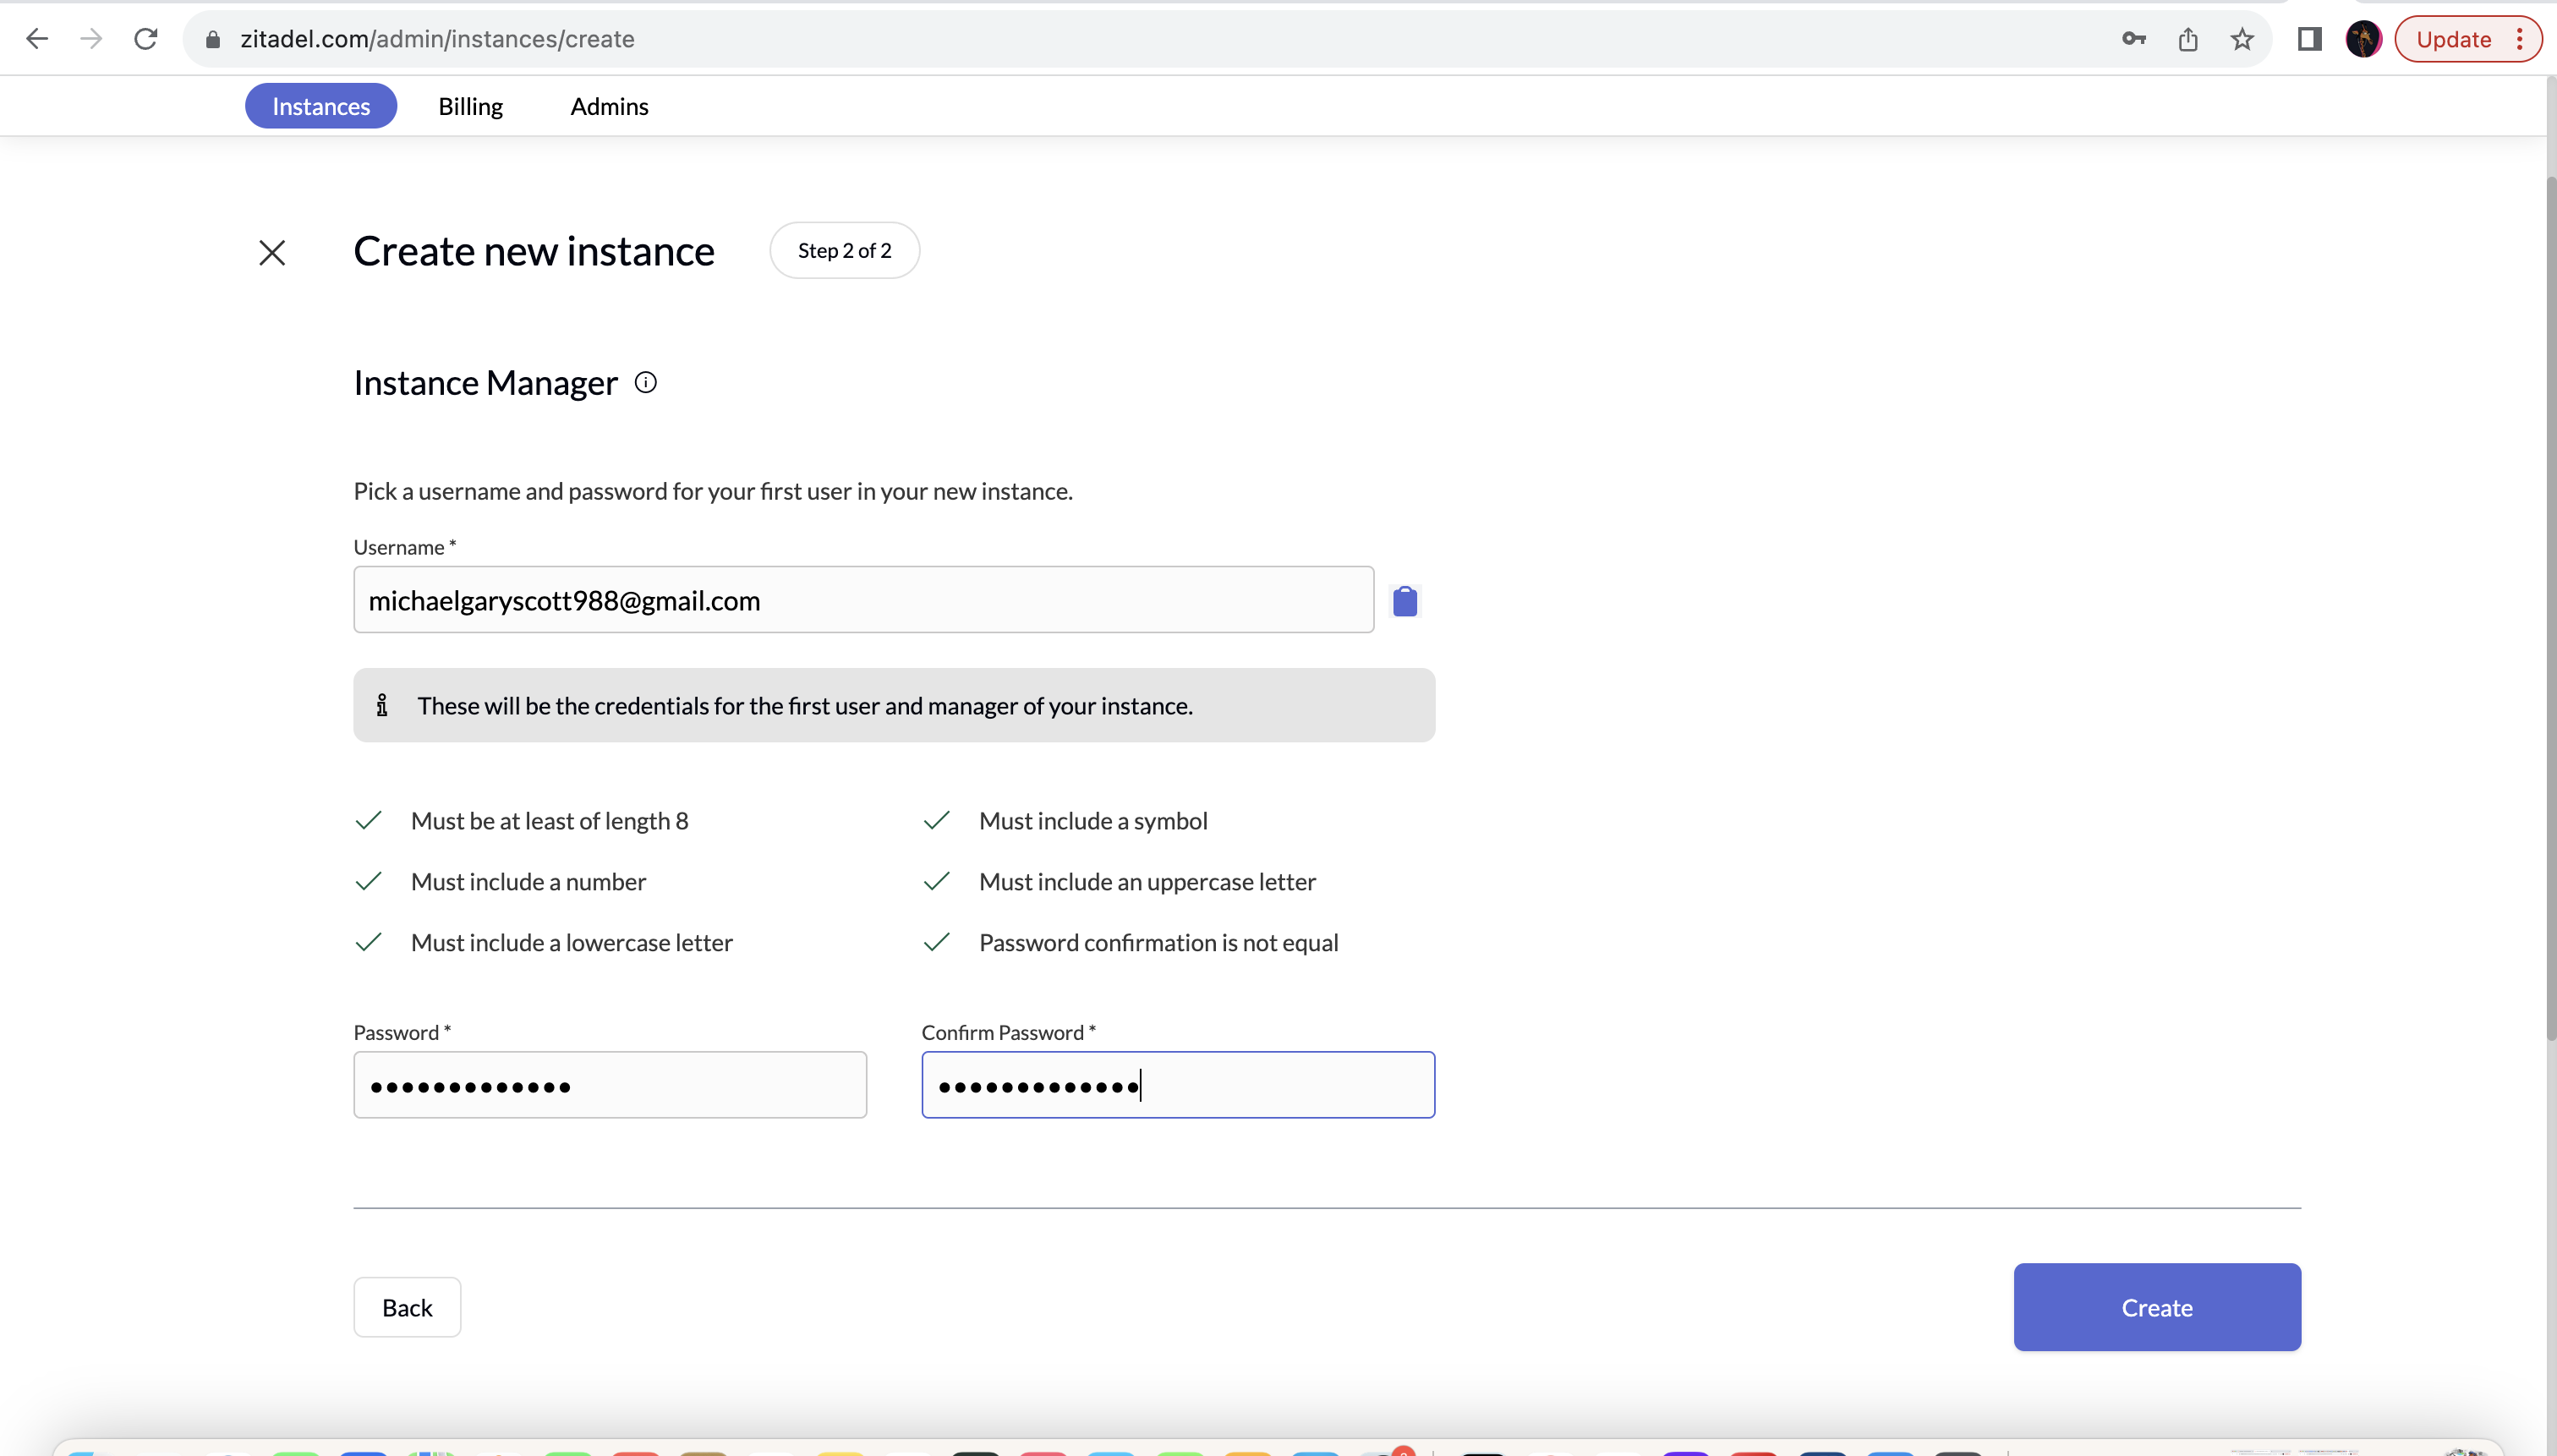 zitadel.com/admin/instances/create
Update
Instances Billing Admins
Create new instance Step 2 of 2
Instance Manager
Pick a username and password for your first user in your new instance.
Username *
michaelgaryscott988@gmail.com
These will be the credentials for the first user and manager of your instance.
Must be at least of length 8 Must include a symbol
Must include a number Must include an uppercase letter
Must include a lowercase letter Password confirmation is not equal
Password * Confirm Password *
Back Create